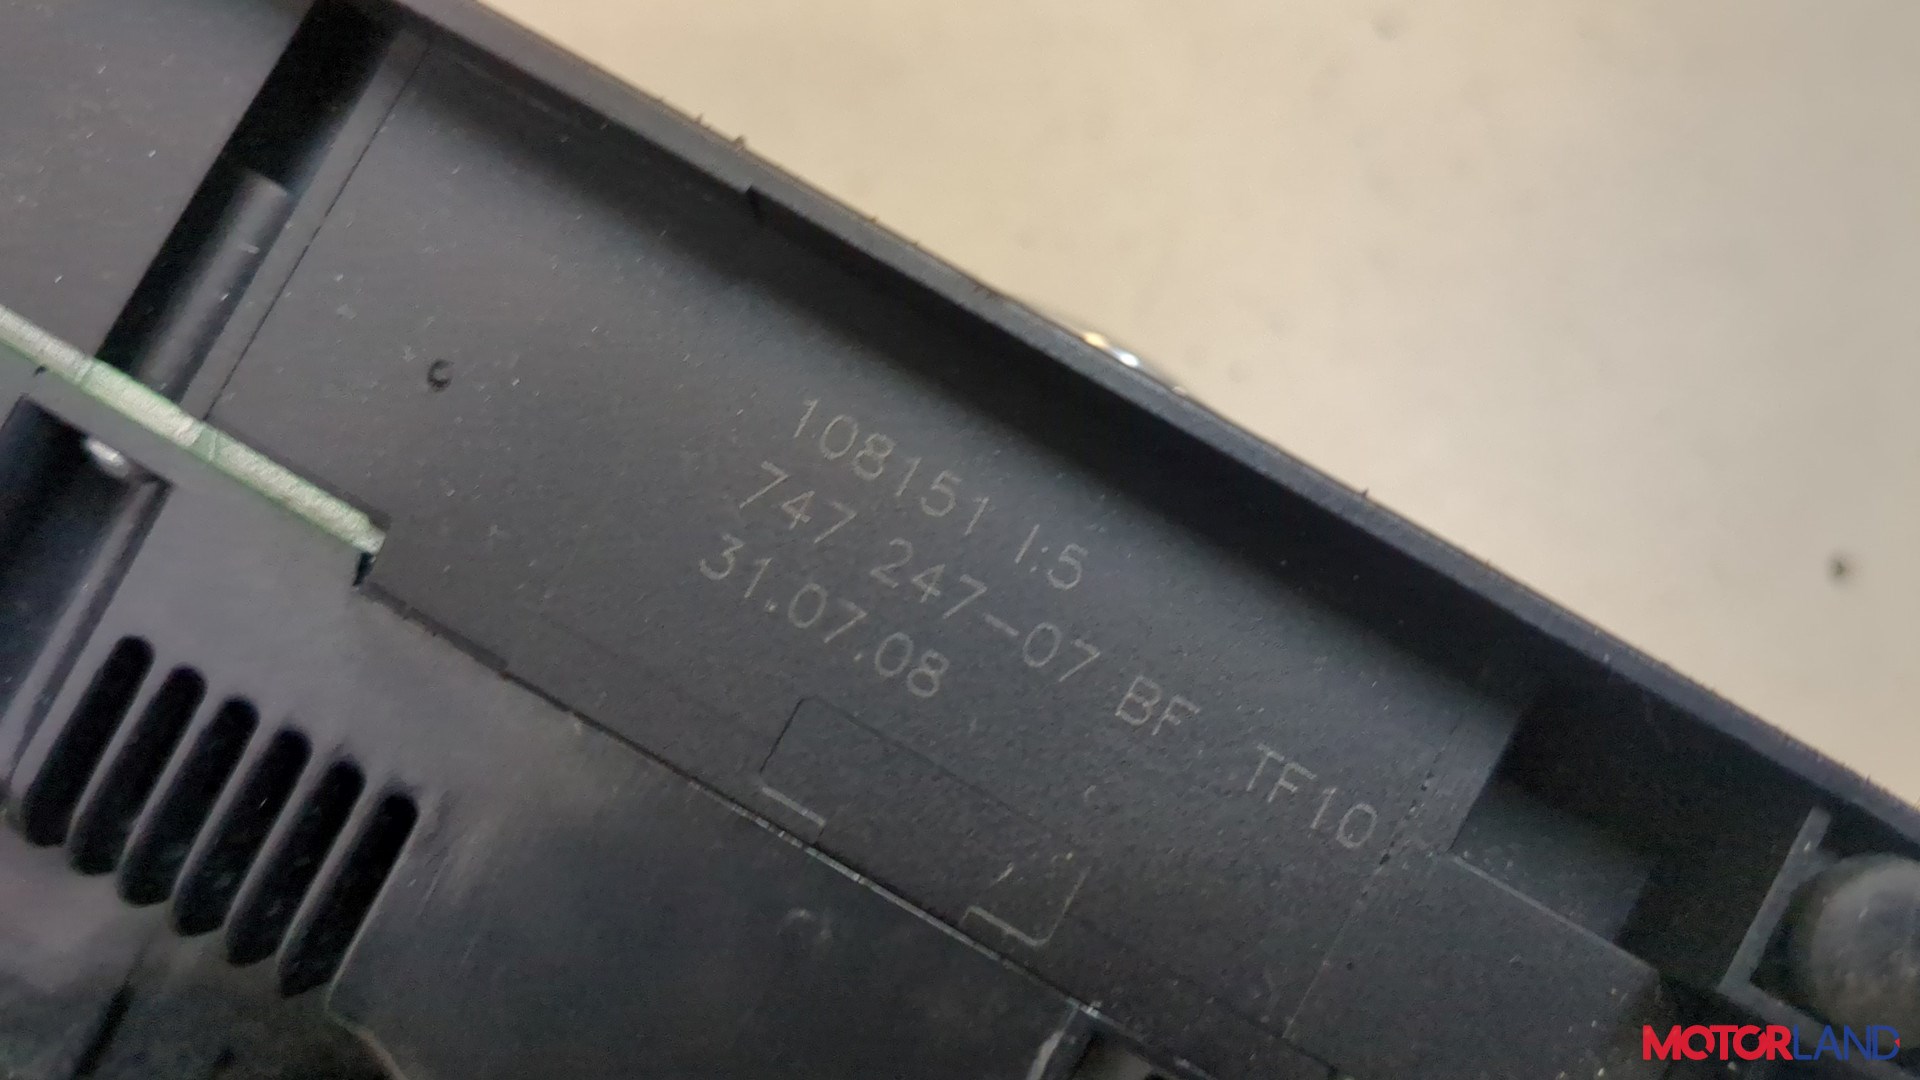 108151 I:5
747 247-07 BF TF10
31.07.08
MOTORLAND